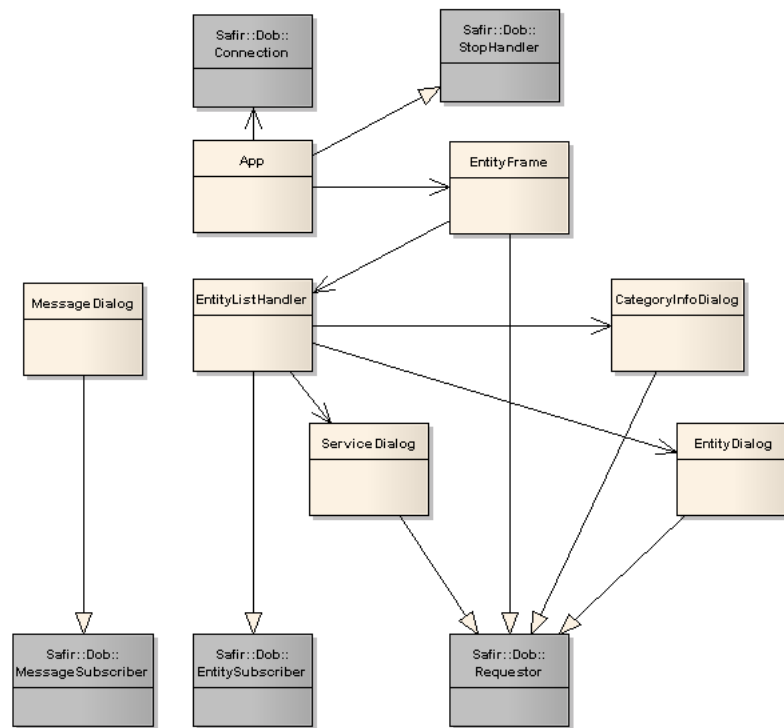 Safir::Dob::
Connection
Safir::Dob::
StopHandler
App
EntityFrame
MessageDialog
EntityListHandler
CategoryInfoDialog
ServiceDialog
EntityDialog
Safir::Dob::
MessageSubscriber
Safir::Dob::
EntitySubscriber
Safir::Dob::
Requestor